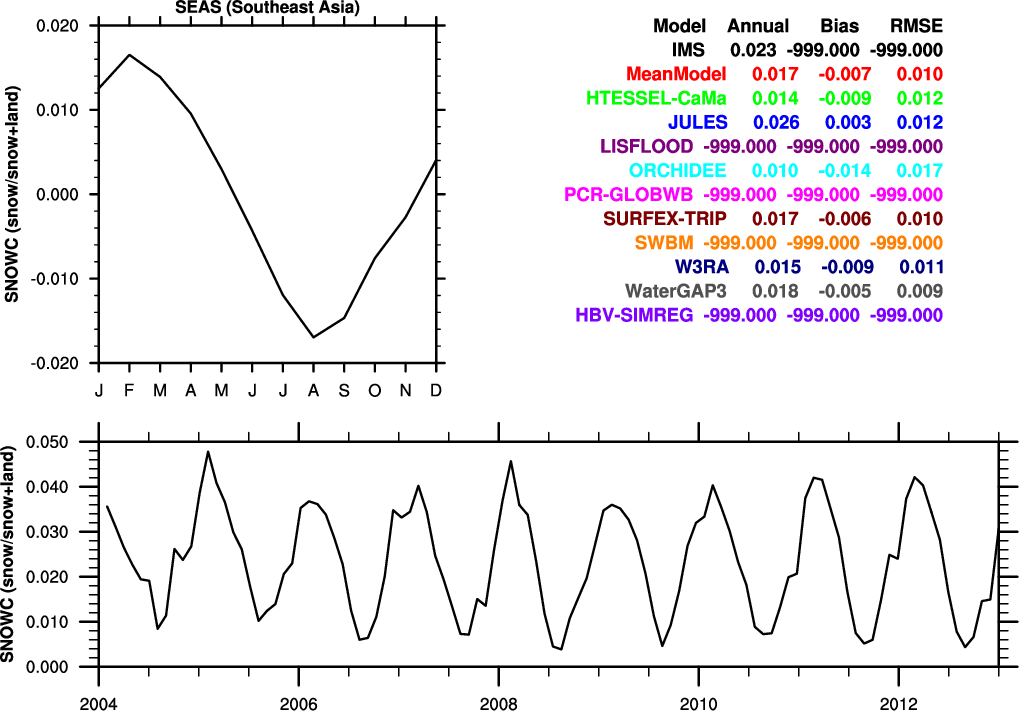 SEAS (Southeast Asia)
0.020
0.010
0.000
-0.010
-0.020
SNOWC (snow/snow+land)
J F M A M J J A S O N D
Model Annual Bias RMSE
IMS 0.023 -999.000 -999.000
MeanModel 0.017 -0.007 0.010
HTESSEL-CaMa 0.014 -0.009 0.012
JULES 0.026 0.003 0.012
LISFLOOD -999.000 -999.000 -999.000
ORCHIDEE 0.010 -0.014 0.017
PCR-GLOBWB -999.000 -999.000 -999.000
SURFEX-TRIP 0.017 -0.006 0.010
SWBM -999.000 -999.000 -999.000
W3RA 0.015 -0.009 0.011
WaterGAP3 0.018 -0.005 0.009
HBV-SIMREG -999.000 -999.000 -999.000
0.050
0.040
0.030
0.020
0.010
0.000
SNOWC (snow/snow+land)
2004 2006 2008 2010 2012